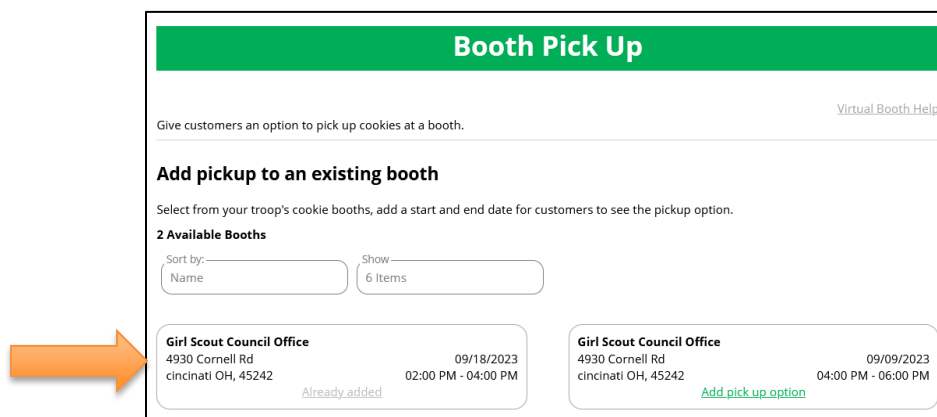 Booth Pick Up
Virtual Booth Help
Give customers an option to pick up cookies at a booth.
Add pickup to an existing booth
Select from your troop's cookie booths, add a start and end date for customers to see the pickup option.
2 Available Booths
Sort by:
Name
Show
6 Items
Girl Scout Council Office
4930 Cornell Rd 09/18/2023
cincinati OH, 45242 02:00 PM - 04:00 PM
Already added
Girl Scout Council Office
4930 Cornell Rd 09/09/2023
cincinati OH, 45242 04:00 PM - 06:00 PM
Add pick up option